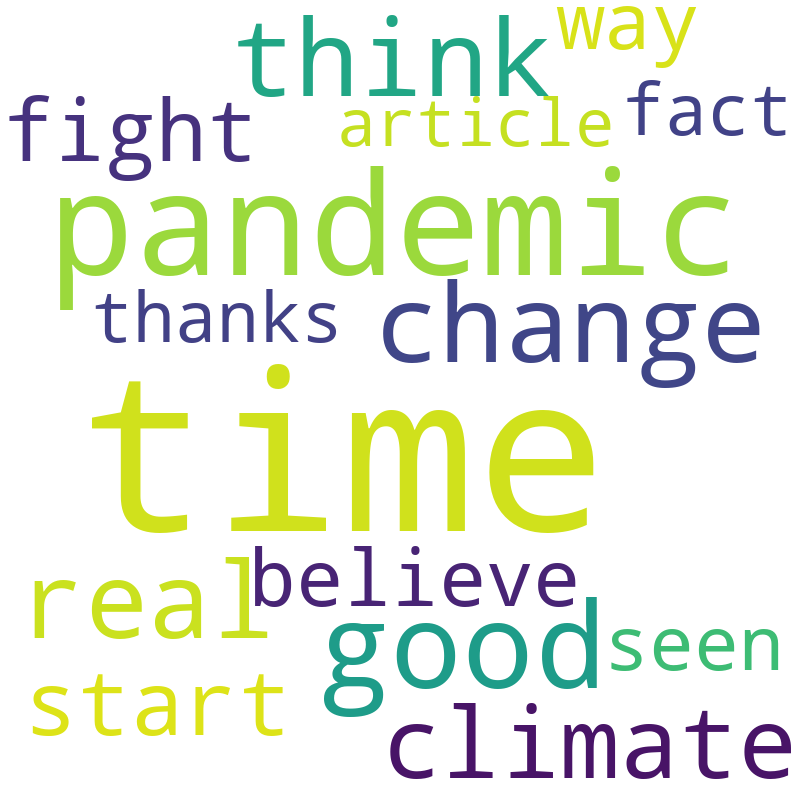 think way
fight article fact
pandemic
thanks change
time
real believe
good seen
start
climate